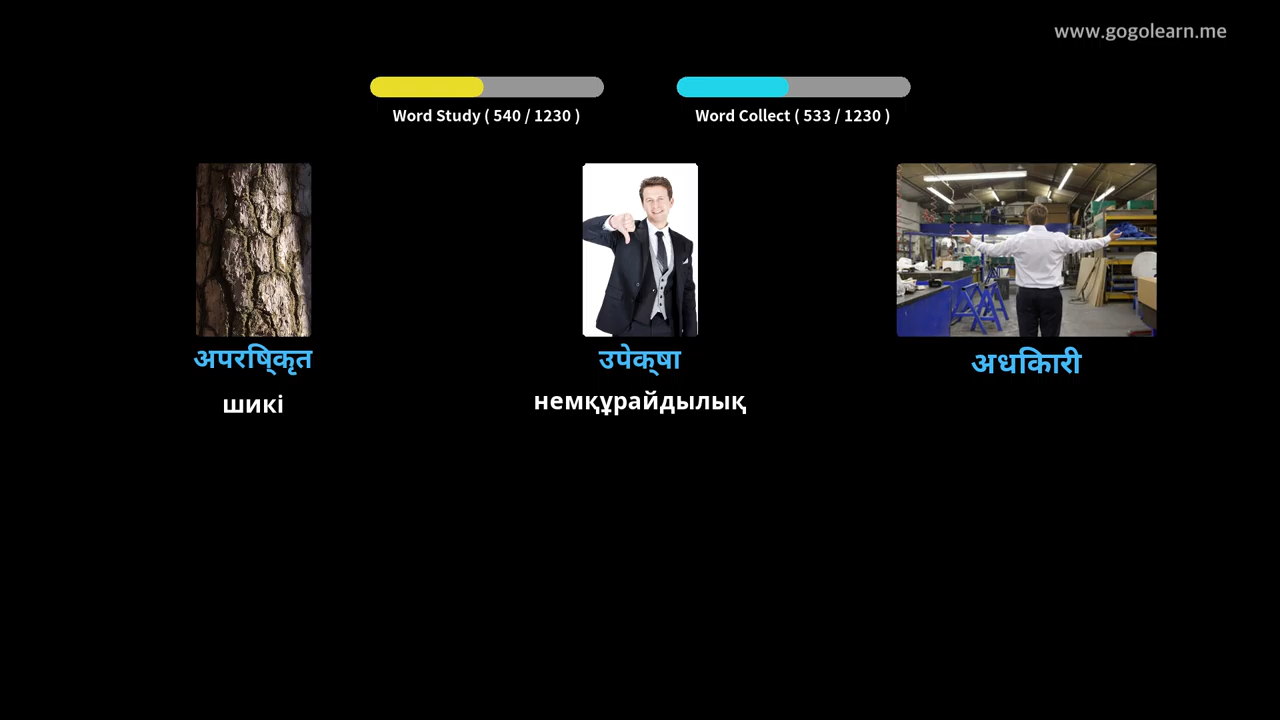 www.gogolearn.me
Word Study ( 540 / 1230 )
Word Collect ( 533 / 1230 )
अपरिष्कृत
उपेक्षा
अधिकारी
шикі
немқұрайдылық